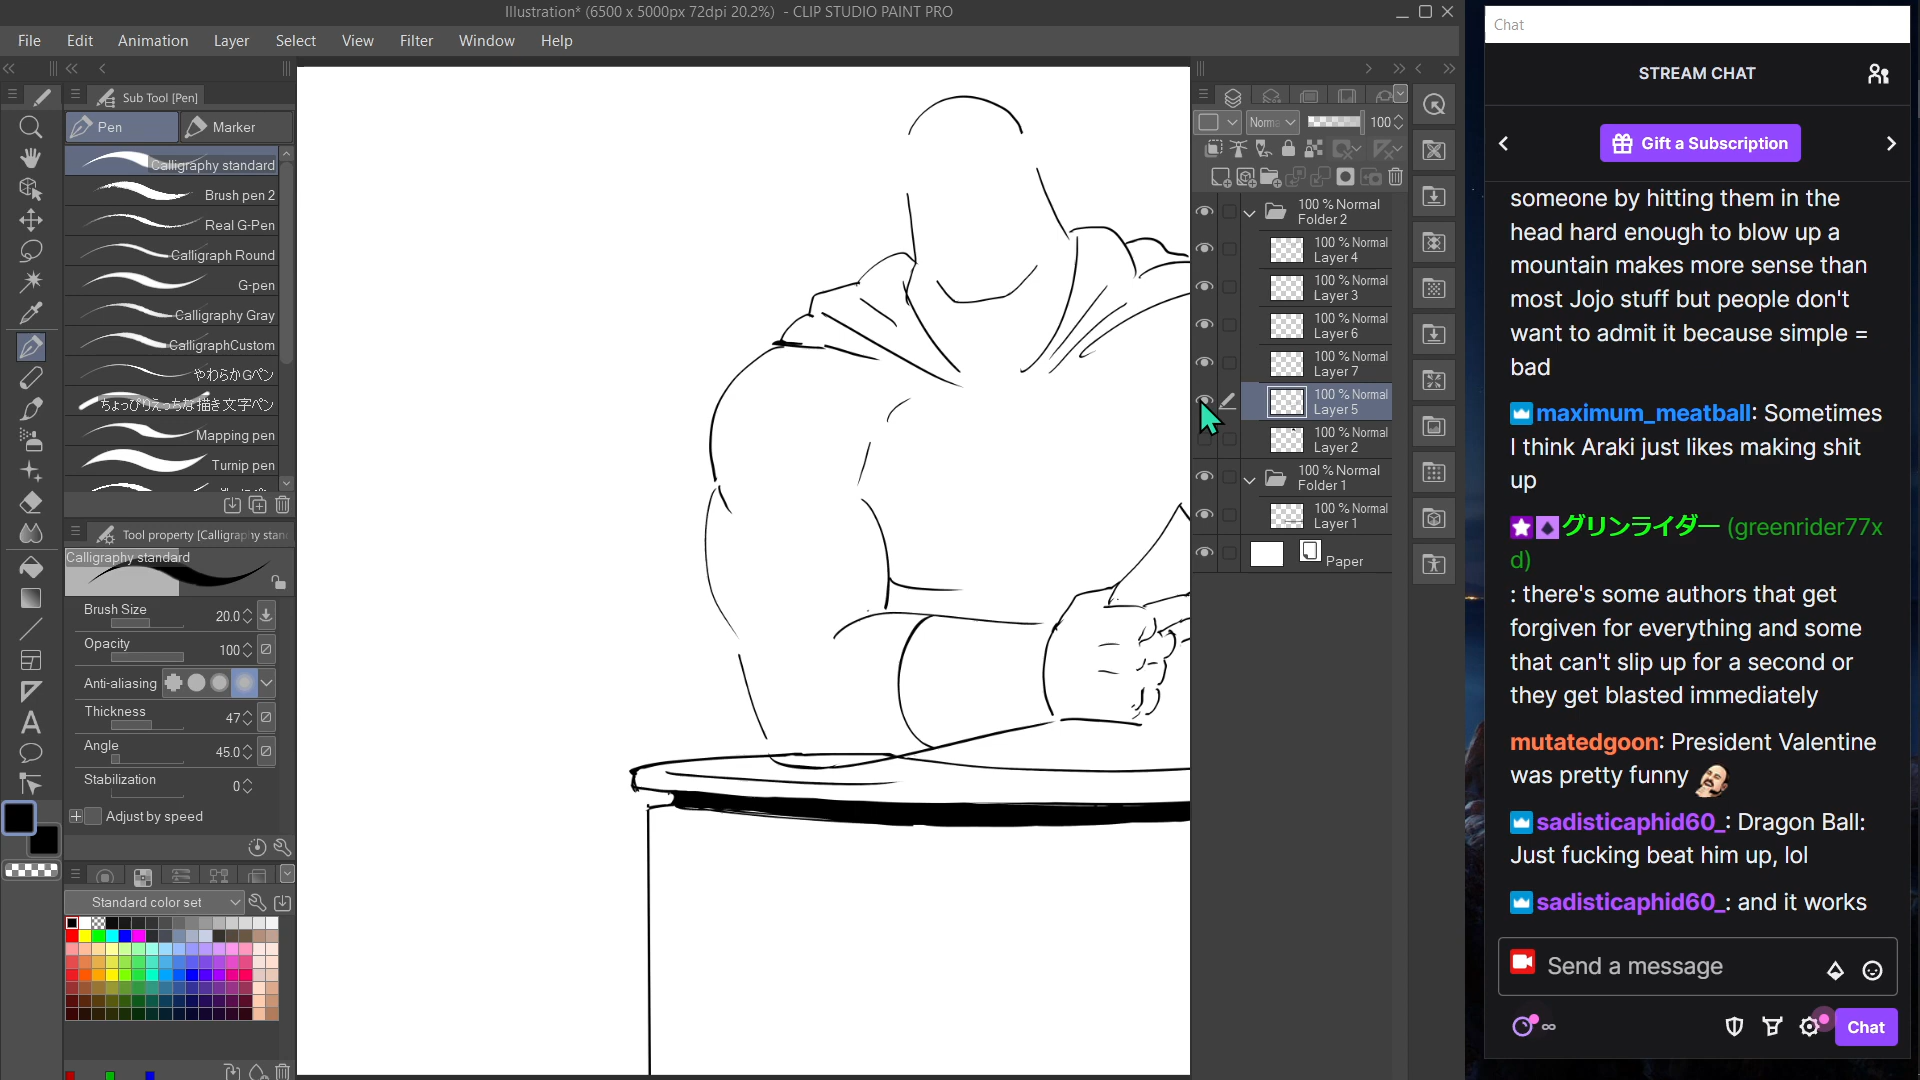 Illustration* (6500 x 5000px 72dpi 20.2%) - CLIP STUDIO PAINT PRO
File Edit Animation Layer Select View Filter Window Help
Sub Tool [Pen]
Pen
Marker
Calligraphy standard
Brush pen 2
Real G-Pen
Calligraph Round
G-pen
Calligraphy Gray
CalligraphCustom
やわらかGペン
ちょっぴりえっちな描き文字ペン
Mapping pen
Turnip pen
Tool property [Calligraphy stand
Calligraphy standard
Brush Size 20.0
Opacity 100
Anti-aliasing
Thickness 47
Angle 45.0
Stabilization 0
Adjust by speed
Standard color set
Norma 100
100 % Normal
Folder 2
100 % Normal
Layer 4
100 % Normal
Layer 3
100 % Normal
Layer 6
100 % Normal
Layer 7
100 % Normal
Layer 5
100 % Normal
Layer 2
100 % Normal
Folder 1
100 % Normal
Layer 1
Paper
Chat
STREAM CHAT
Gift a Subscription
someone by hitting them in the
head hard enough to blow up a
mountain makes more sense than
most Jojo stuff but people don't
want to admit it because simple =
bad
maximum_meatball: Sometimes
I think Araki just likes making shit
up
グリンライダー (greenrider77x
d)
: there's some authors that get
forgiven for everything and some
that can't slip up for a second or
they get blasted immediately
mutatedgoon: President Valentine
was pretty funny
sadisticaphid60_: Dragon Ball:
Just fucking beat him up, lol
sadisticaphid60_: and it works
Send a message
∞
Chat